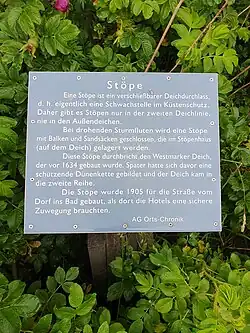 Stöpe
Eine Stöpe ist ein verschließbarer Deichdurchlass,
d. h. eigentlich eine Schwachstelle im Küstenschutz.
Daher gibt es Stöpen nur in der zweiten Deichlinie,
nie in den Außendeichen.
Bei drohenden Sturmfluten wird eine Stöpe
mit Balken und Sandsäcken geschlossen, die im Stöpenhaus
(auf dem Deich) gelagert werden.
Diese Stöpe durchbricht den Westmarker Deich,
der vor 1634 gebaut wurde. Später hatte sich davor eine
schützende Dünenkette gebildet und der Deich kam in
die zweite Reihe.
Die Stöpe wurde 1905 für die Straße vom
Dorf ins Bad gebaut, als dort die Hotels eine sichere
Zuwegung brauchten.
AG Orts-Chronik